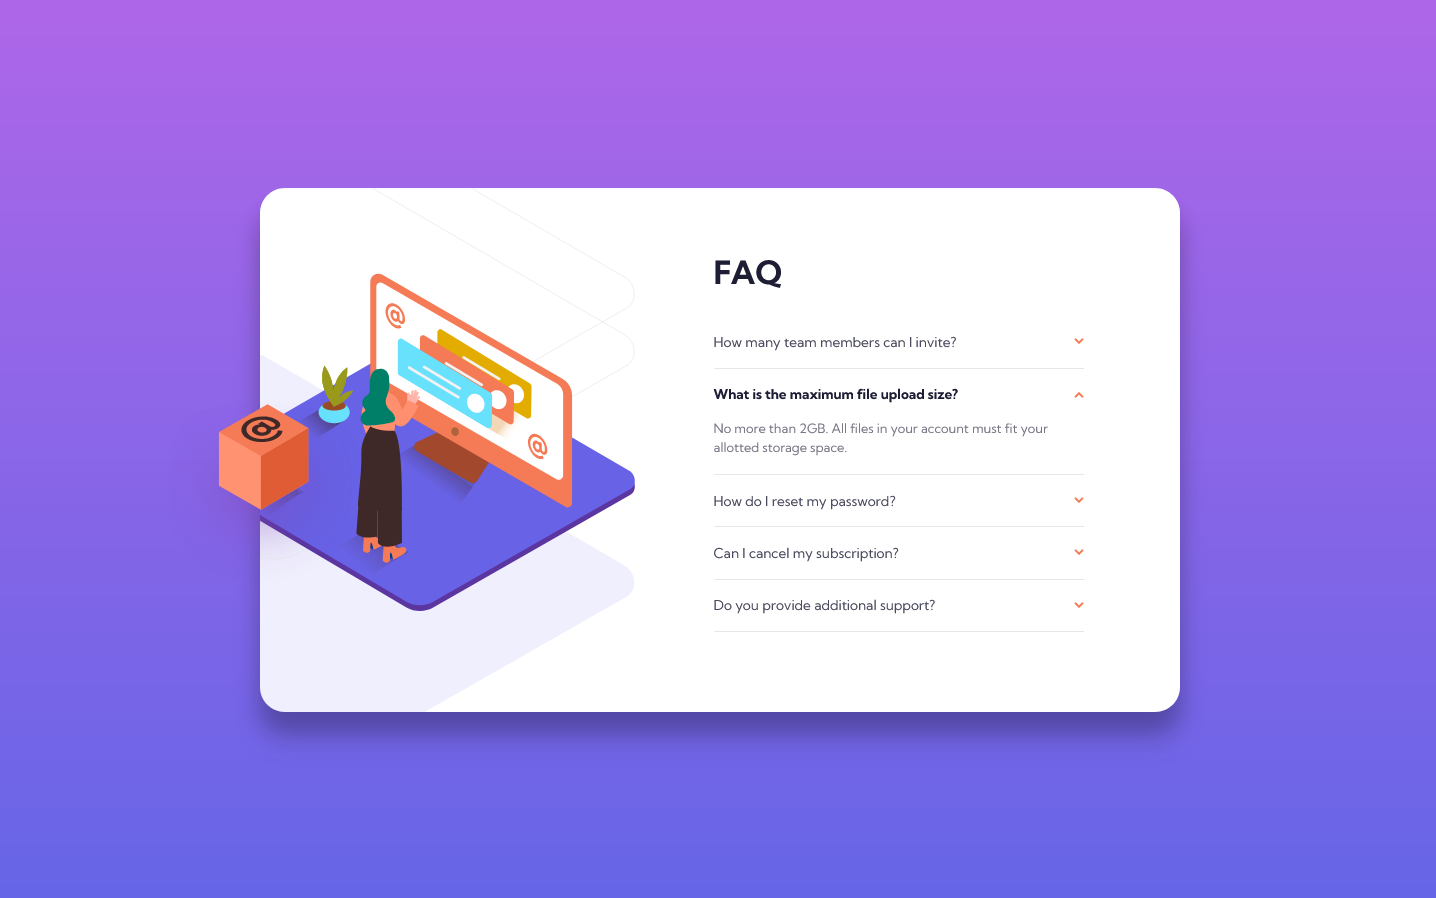 FAQ
How many team members can I invite?
What is the maximum file upload size?
No more than 2GB. All files in your account must fit your
allotted storage space.
How do I reset my password?
Can I cancel my subscription?
Do you provide additional support?
@
@
@